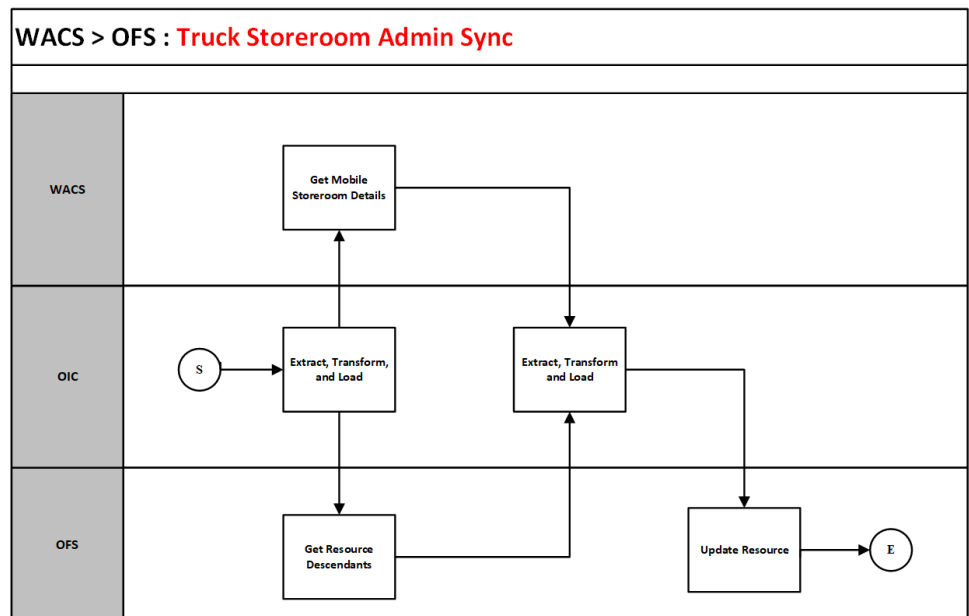 WACS > OFS : Truck Storeroom Admin Sync
WACS
Get Mobile
Storeroom Details
OIC
S
Extract, Transform,
and Load
Extract, Transform
and Load
OFS
Get Resource
Descendants
Update Resource
E